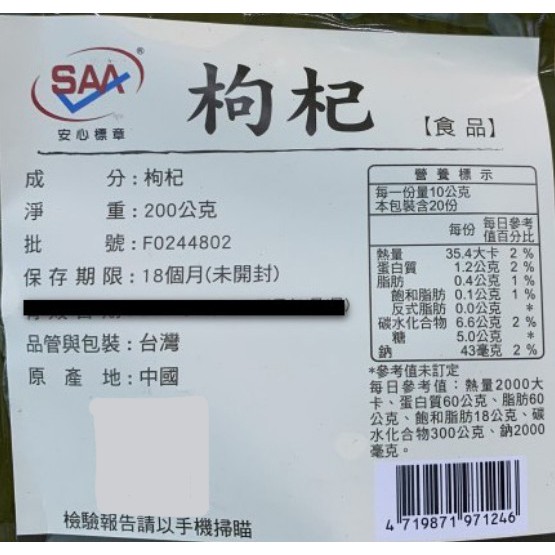 SAA®
安心標章
枸杞
【食品】
成分:枸杞
淨重:200公克
批號:F0244802
保存期限:18個月(未開封)
品管與包裝:台灣
原產地:中國
檢驗報告請以手機掃瞄
營養標示
每一份量10公克
本包裝含20份
每份 每日參考值百分比
熱量 35.4大卡 2%
蛋白質 1.2公克 2%
脂肪 0.4公克 1%
飽和脂肪 0.1公克 1%
反式脂肪 0.0公克 *
碳水化合物 6.6公克 2%
糖 5.0公克 *
鈉 43毫克 2%
*參考值未訂定
每日參考值:熱量2000大
卡、蛋白質60公克、脂肪60
公克、飽和脂肪18公克、碳
水化合物300公克、鈉2000
毫克。
4 719871 971246